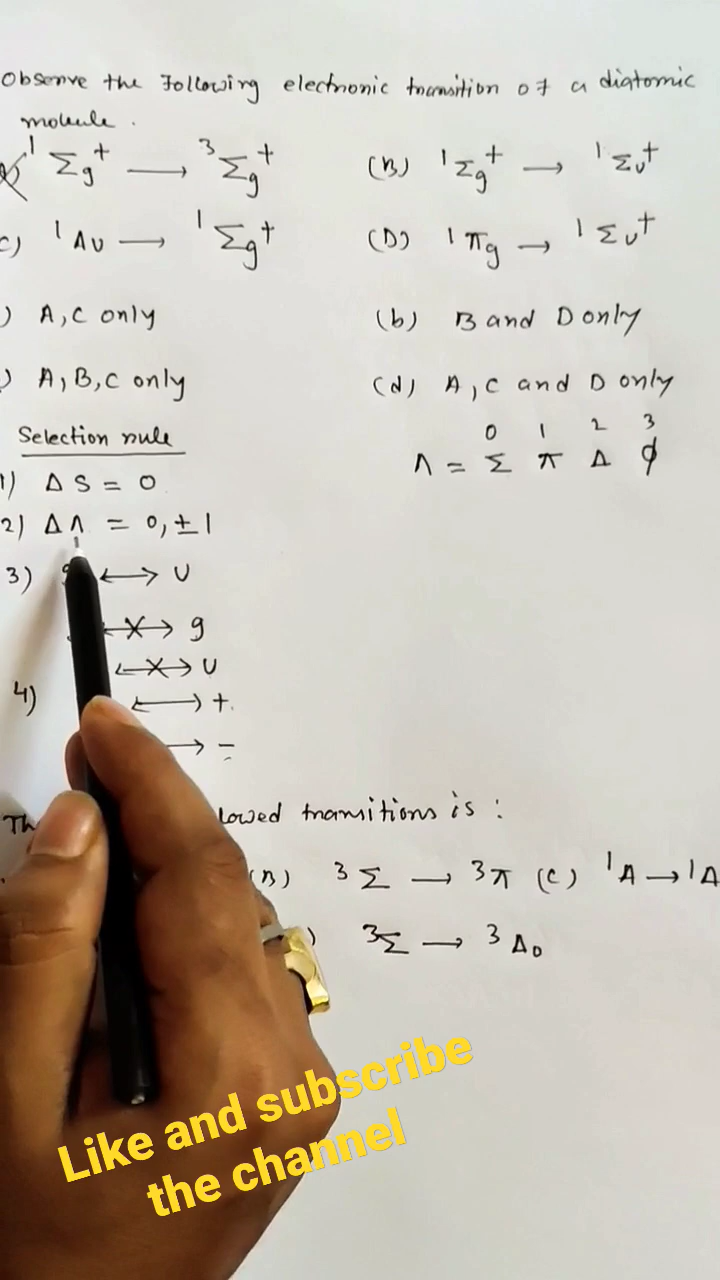 Observe the following electronic transition of a diatomic
molecule.
¹Σg⁺ ⟶ ³Σg⁺ (B) ¹Σg⁺ → ¹Σu⁺
c) ¹Δu → ¹Σg⁺ (D) ¹πg → ¹Σu⁺
) A, C only (b) B and D only
) A, B, C only (d) A, C and D only
Selection rule 0 1 2 3
Λ = Σ π Δ ϕ
1) ΔS = 0
2) ΔΛ = 0, ±1
3) ↔ u
↮ g
↮ u
4) ↔ +
→ -
lowed transitions is :
(B) ³Σ → ³π (C) ¹Δ → ¹Δ
) ³Σ → ³Δ₀
Like and subscribe
the channel